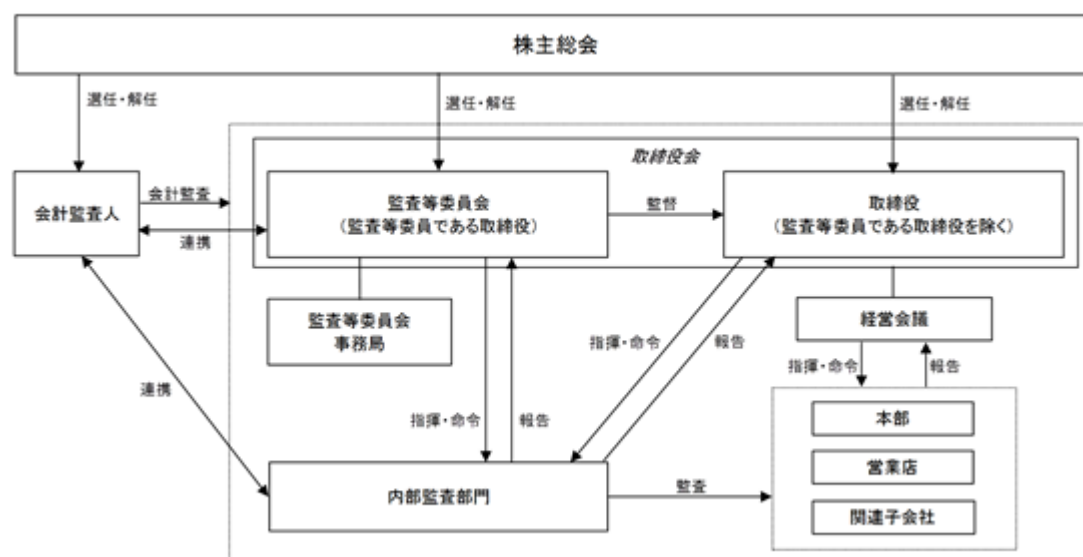 株主総会
選任・解任
選任・解任
選任・解任
取締役会
会計監査人
会計監査
連携
監査等委員会
(監査等委員である取締役)
監督
取締役
(監査等委員である取締役を除く)
監査等委員会
事務局
経営会議
指揮・命令
報告
指揮・命令
報告
連携
指揮・命令
報告
本部
営業店
関連子会社
内部監査部門
監査